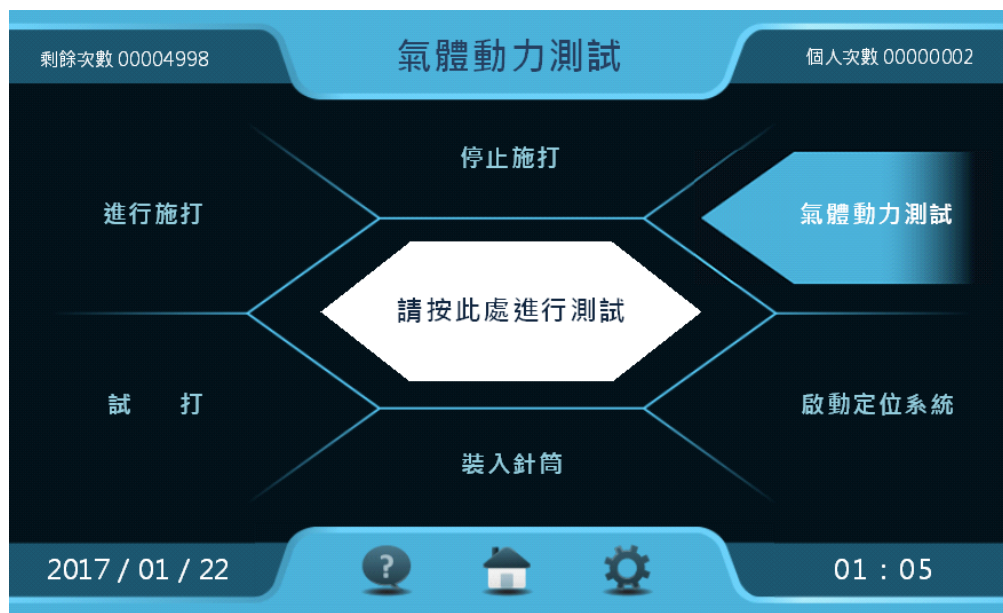 剩餘次數 00004998
氣體動力測試
個人次數 00000002
停止施打
進行施打
氣體動力測試
請按此處進行測試
試 打
啟動定位系統
裝入針筒
2017 / 01 / 22
?
01 : 05